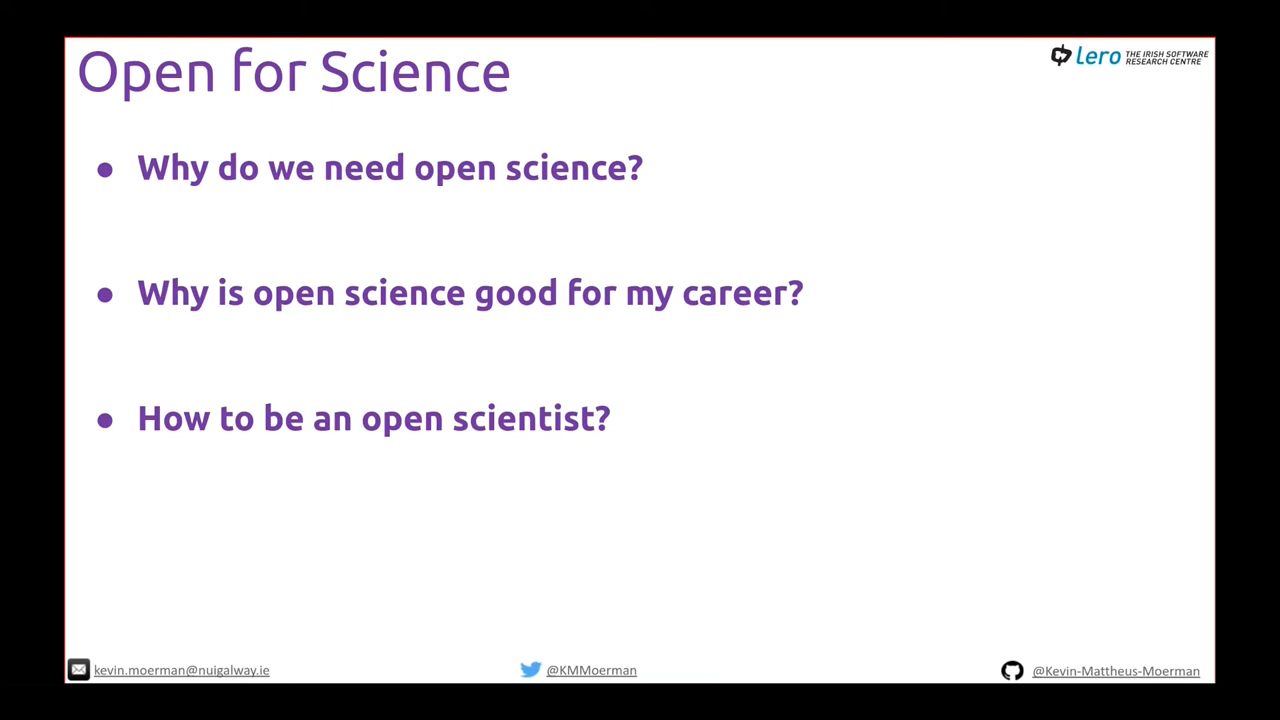 Open for Science
lero THE IRISH SOFTWARE
RESEARCH CENTRE
● Why do we need open science?
● Why is open science good for my career?
● How to be an open scientist?
kevin.moerman@nuigalway.ie
@KMMoerman
@Kevin-Mattheus-Moerman